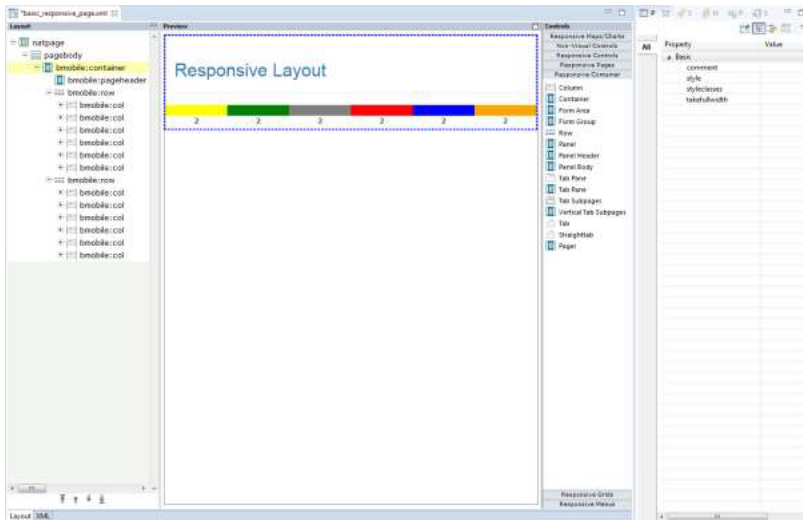 *basic_responsive_page.xml
Layout
natpage
pagebody
bmobile:container
bmobile:pageheader
bmobile:row
bmobile:col
bmobile:col
bmobile:col
bmobile:col
bmobile:col
bmobile:col
bmobile:row
bmobile:col
bmobile:col
bmobile:col
bmobile:col
bmobile:col
bmobile:col
Layout XML
Preview
Responsive Layout
2 2 2 2 2 2
Controls
Responsive Maps/Charts
Non-Visual Controls
Responsive Controls
Responsive Pages
Responsive Container
Column
Container
Form Area
Form Group
Row
Panel
Panel Header
Panel Body
Tab Pane
Tab Pane
Tab Subpages
Vertical Tab Subpages
Tab
Straighttab
Pager
Responsive Grids
Responsive Menus
All
Property Value
Basic
comment
style
styleclasses
takefullwidth